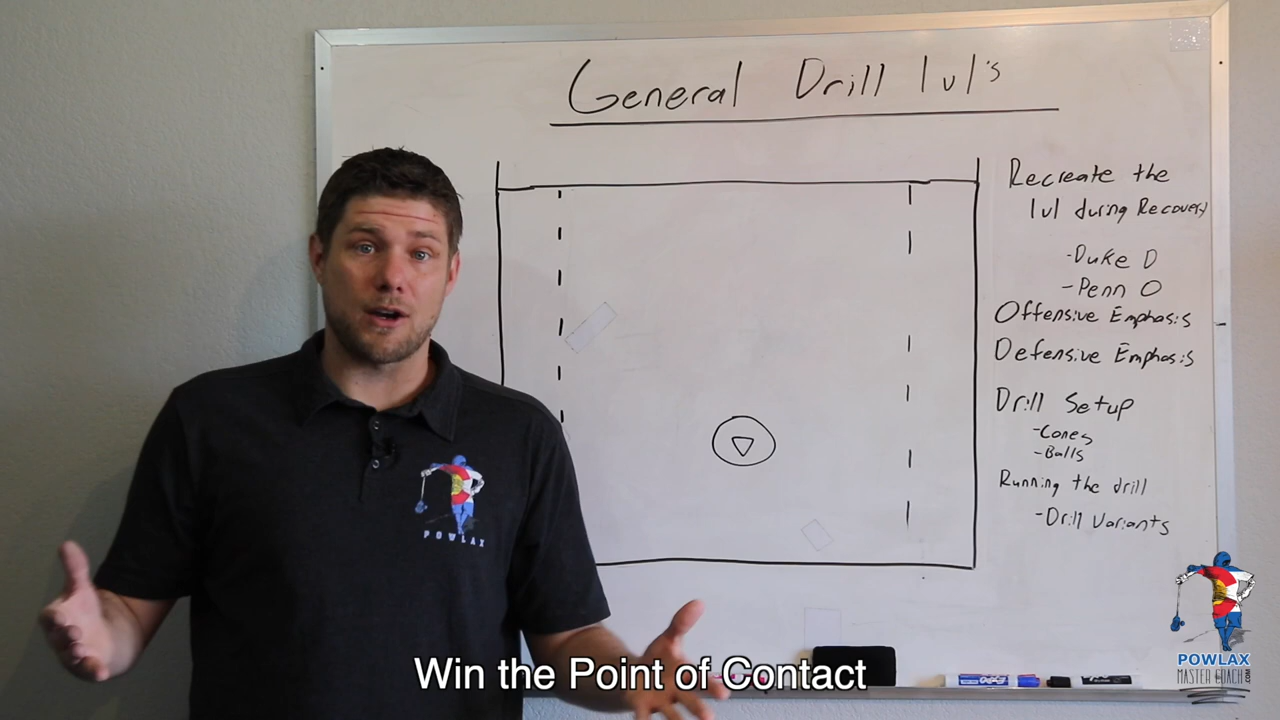 General Drill 1v1's
Recreate the
1v1 during Recovery
-Duke D
-Penn O
Offensive Emphasis
Defensive Emphasis
Drill Setup
-Cones
-Balls
Running the drill
-Drill Variants
POWLAX
Win the Point of Contact
POWLAX
MASTER COACH.COM